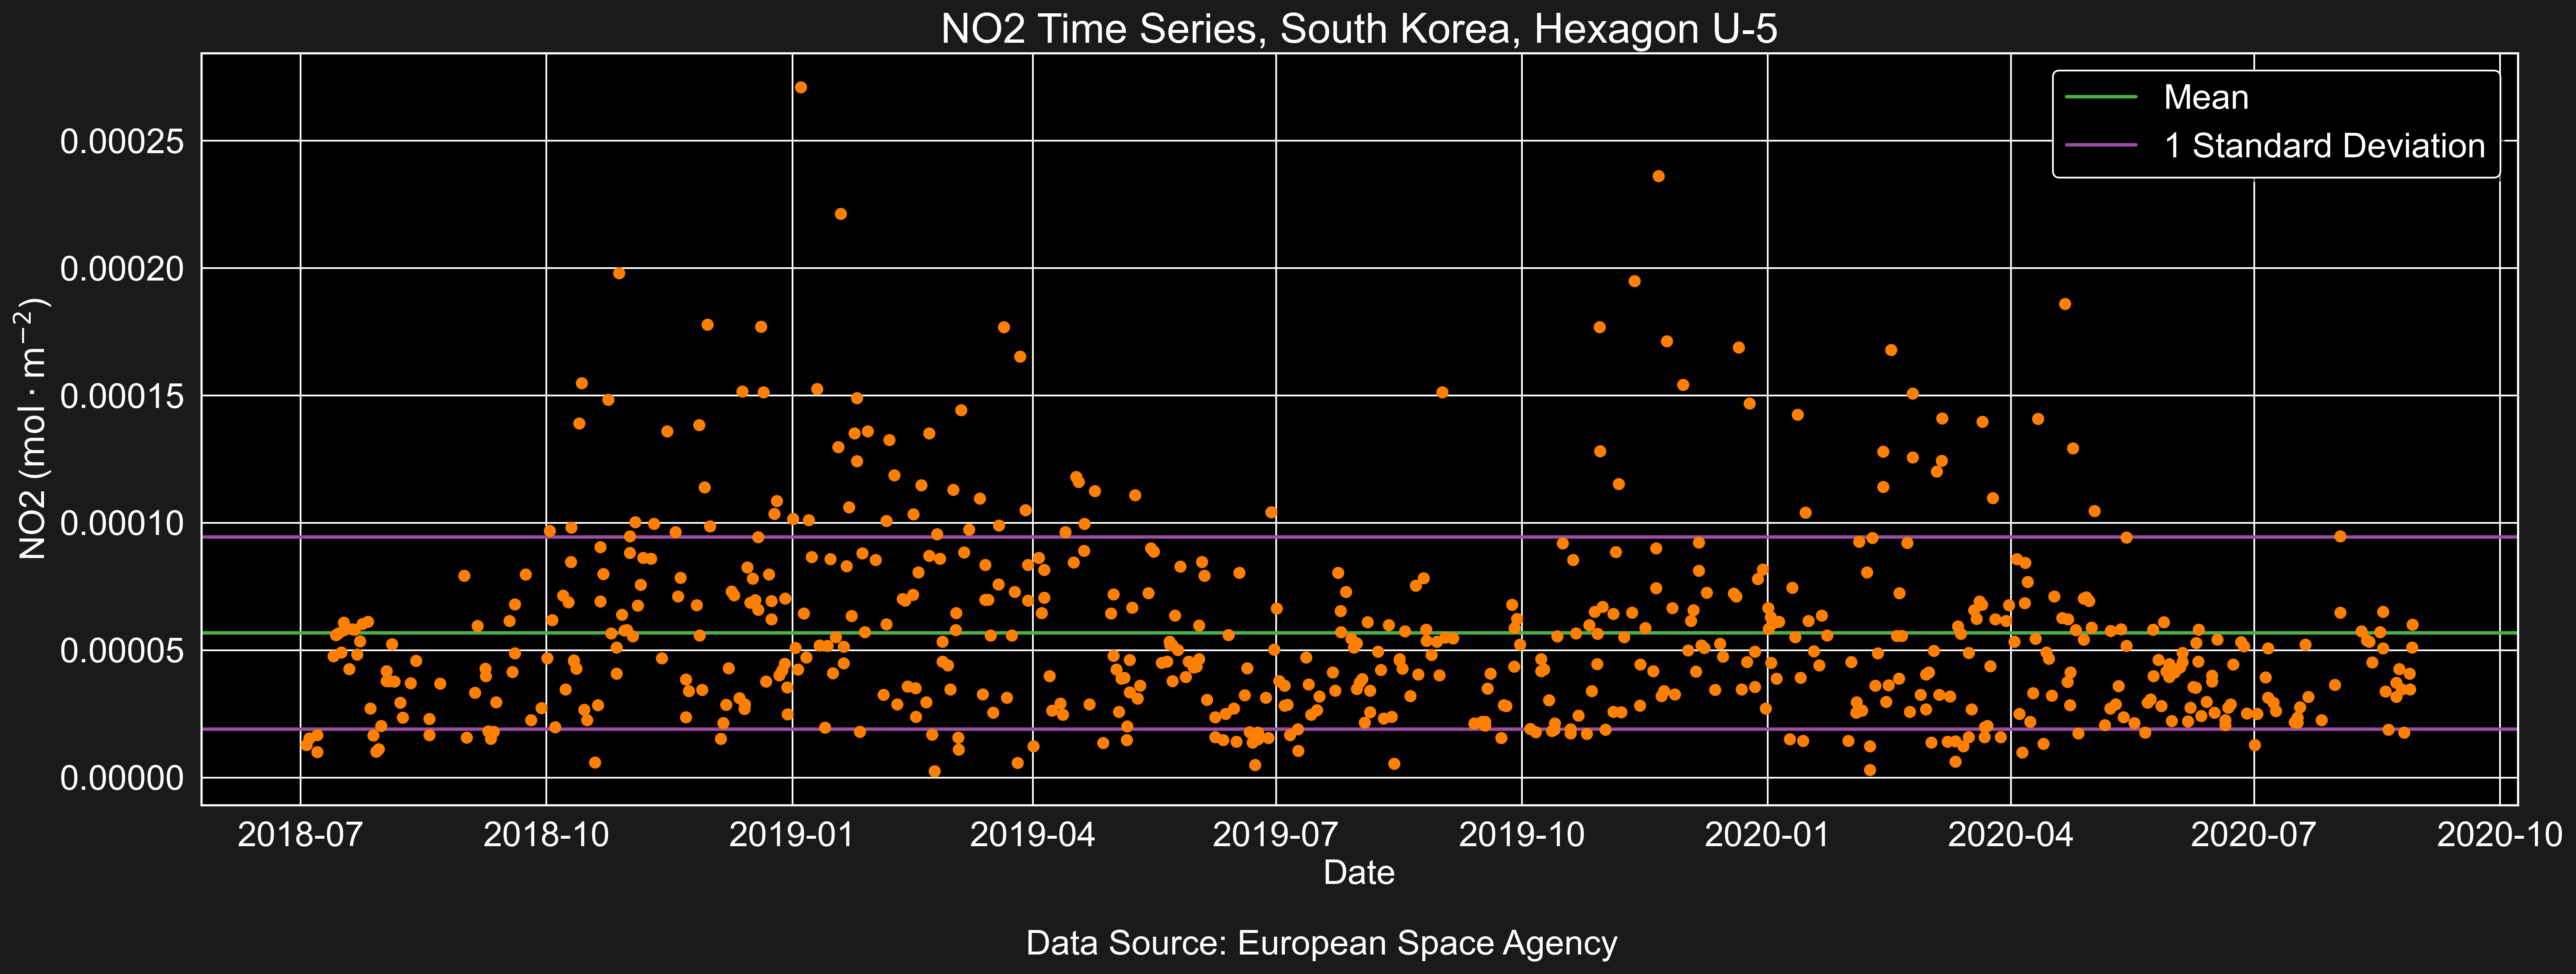 NO2 Time Series, South Korea, Hexagon U-5
Mean
1 Standard Deviation
NO2 (mol · m⁻²)
0.00025
0.00020
0.00015
0.00010
0.00005
0.00000
2018-07 2018-10 2019-01 2019-04 2019-07 2019-10 2020-01 2020-04 2020-07 2020-10
Date
Data Source: European Space Agency